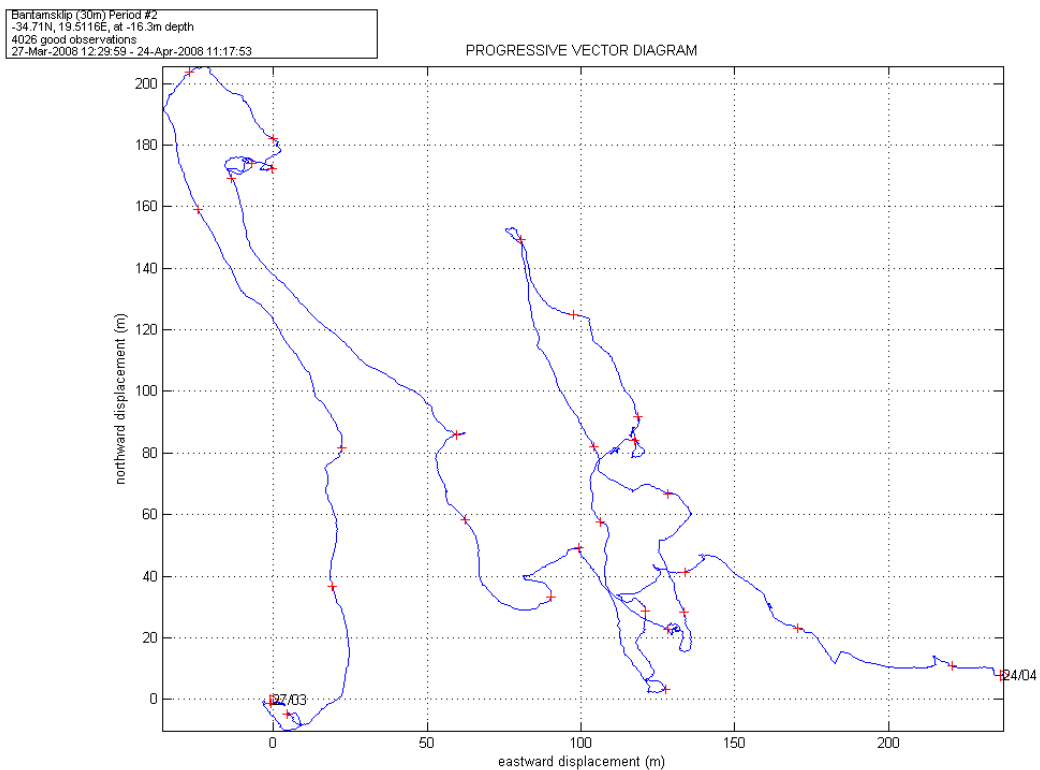 Bantamsklip (30m) Period #2
-34.71N, 19.5116E, at -16.3m depth
4026 good observations
27-Mar-2008 12:29:59 - 24-Apr-2008 11:17:53
PROGRESSIVE VECTOR DIAGRAM
200
180
160
140
120
100
80
60
40
20
0
northward displacement (m)
27/03
24/04
0
50
100
150
200
eastward displacement (m)